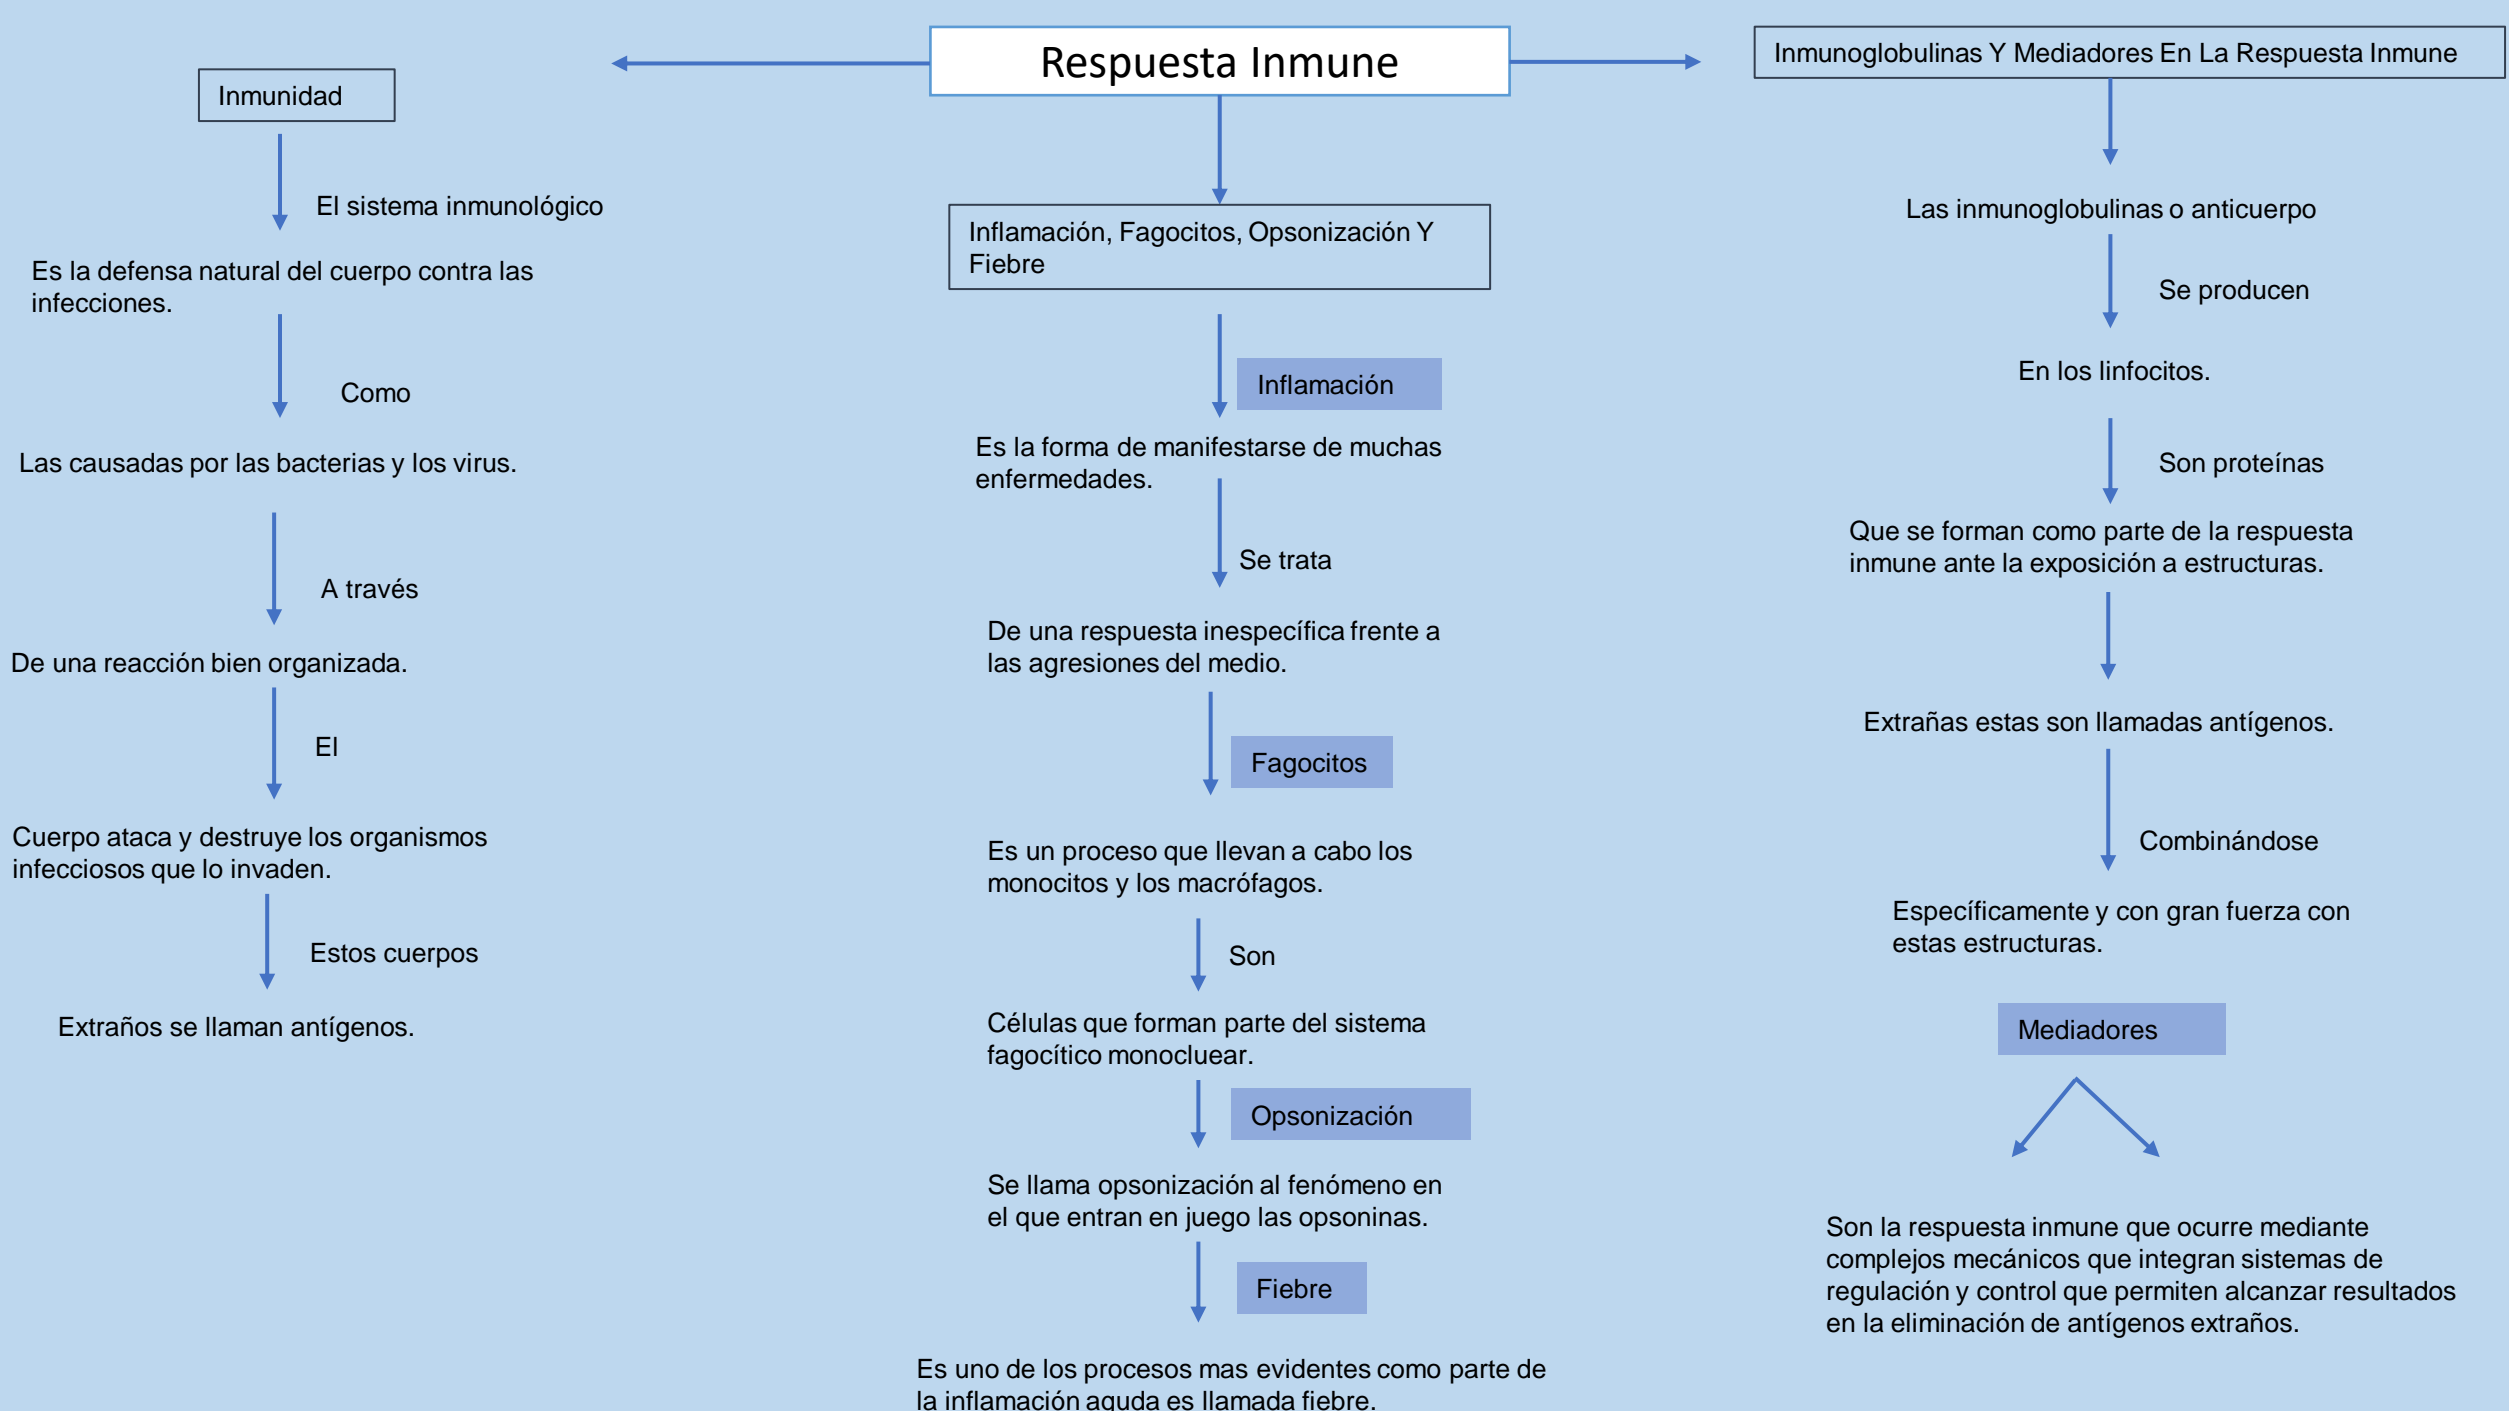 Respuesta Inmune
Inmunidad
El sistema inmunológico
Es la defensa natural del cuerpo contra las
infecciones.
Como
Las causadas por las bacterias y los virus.
A través
De una reacción bien organizada.
El
Cuerpo ataca y destruye los organismos
infecciosos que lo invaden.
Estos cuerpos
Extraños se llaman antígenos.
Inflamación, Fagocitos, Opsonización Y
Fiebre
Inflamación
Es la forma de manifestarse de muchas
enfermedades.
Se trata
De una respuesta inespecífica frente a
las agresiones del medio.
Fagocitos
Es un proceso que llevan a cabo los
monocitos y los macrófagos.
Son
Células que forman parte del sistema
fagocítico monocluear.
Opsonización
Se llama opsonización al fenómeno en
el que entran en juego las opsoninas.
Fiebre
Es uno de los procesos mas evidentes como parte de
la inflamación aguda es llamada fiebre.
Inmunoglobulinas Y Mediadores En La Respuesta Inmune
Las inmunoglobulinas o anticuerpo
Se producen
En los linfocitos.
Son proteínas
Que se forman como parte de la respuesta
inmune ante la exposición a estructuras.
Extrañas estas son llamadas antígenos.
Combinándose
Específicamente y con gran fuerza con
estas estructuras.
Mediadores
Son la respuesta inmune que ocurre mediante
complejos mecánicos que integran sistemas de
regulación y control que permiten alcanzar resultados
en la eliminación de antígenos extraños.